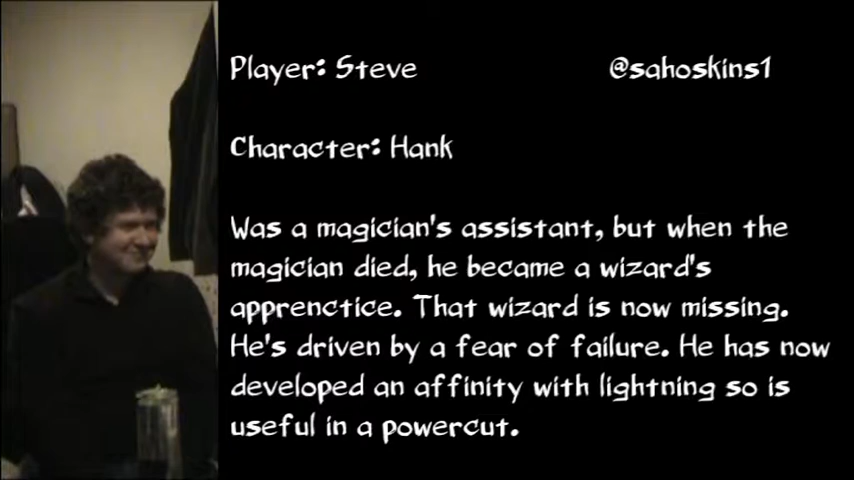 Player: Steve @sahoskins1
Character: Hank
Was a magician's assistant, but when the
magician died, he became a wizard's
apprenctice. That wizard is now missing.
He's driven by a fear of failure. He has now
developed an affinity with lightning so is
useful in a powercut.